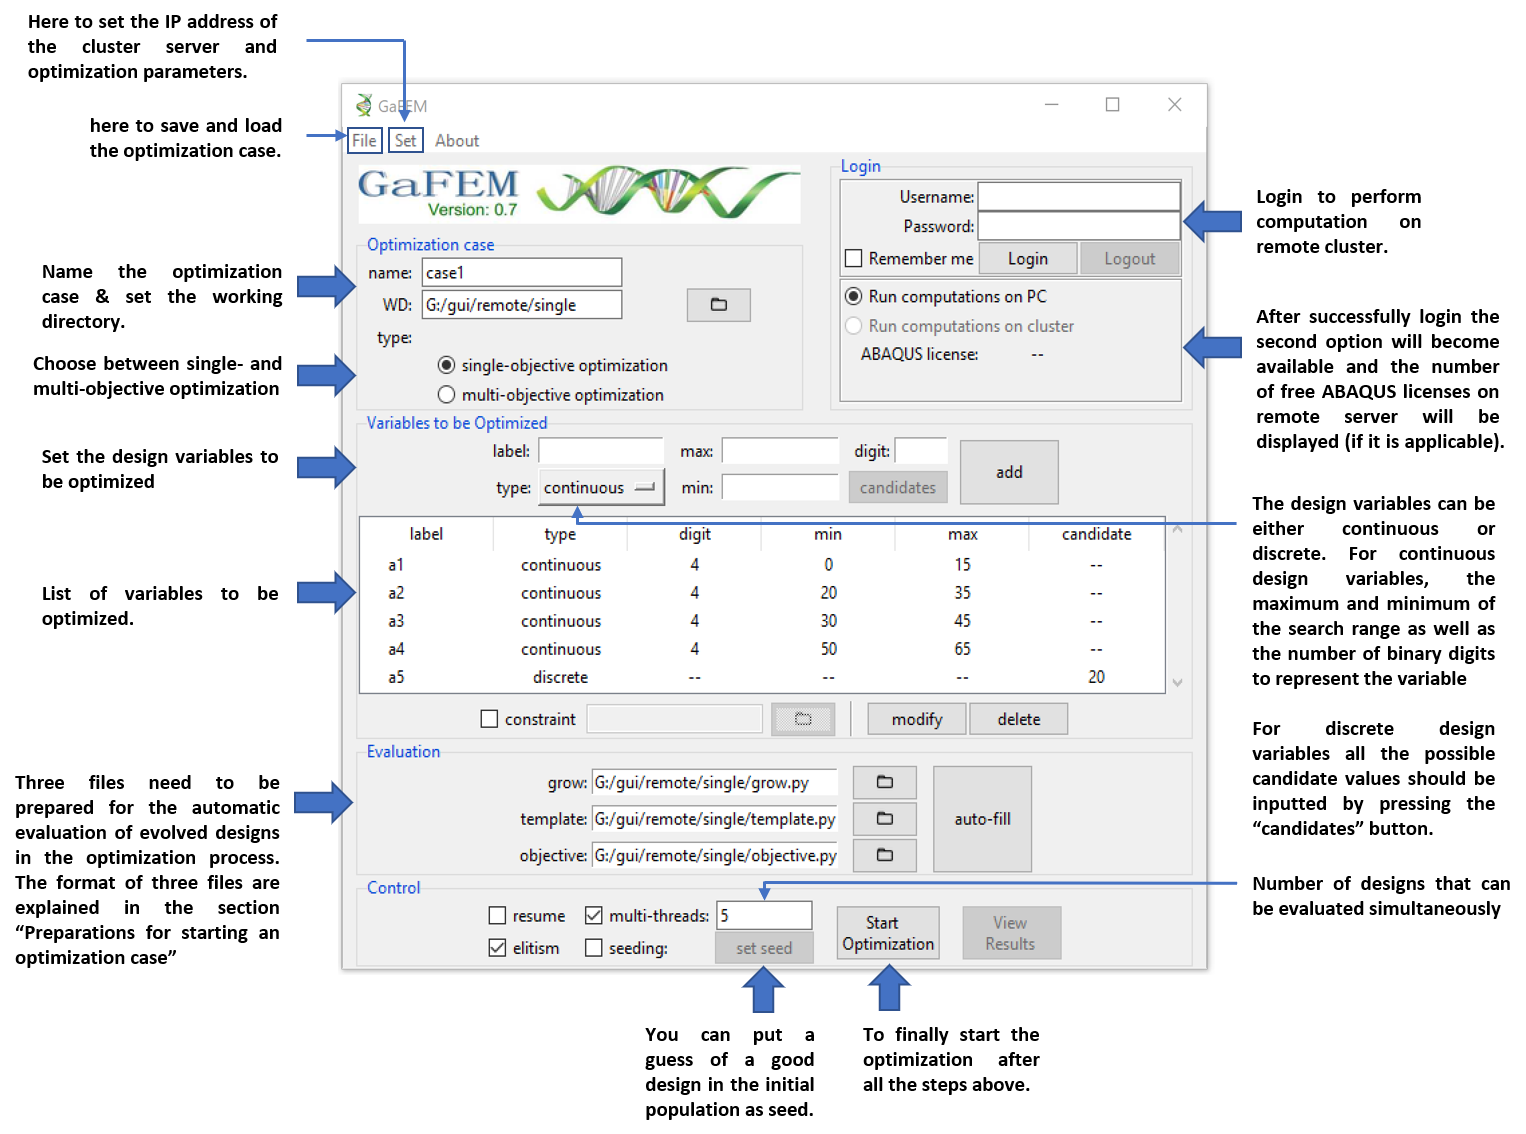 Here to set the IP address of
the cluster server and
optimization parameters.
here to save and load
the optimization case.
Name the optimization
case & set the working
directory.
Choose between single- and
multi-objective optimization
Set the design variables to
be optimized
List of variables to be
optimized.
Three files need to be
prepared for the automatic
evaluation of evolved designs
in the optimization process.
The format of three files are
explained in the section
“Preparations for starting an
optimization case”
GaFEM
File Set About
GaFEM
Version: 0.7
Optimization case
name: case1
WD: G:/gui/remote/single
type:
single-objective optimization
multi-objective optimization
Login
Username:
Password:
Remember me Login Logout
Run computations on PC
Run computations on cluster
ABAQUS license: --
Variables to be Optimized
label: max: digit: add
type: continuous min: candidates
label type digit min max candidate
a1 continuous 4 0 15 --
a2 continuous 4 20 35 --
a3 continuous 4 30 45 --
a4 continuous 4 50 65 --
a5 discrete -- -- -- 20
constraint modify delete
Evaluation
grow: G:/gui/remote/single/grow.py
template: G:/gui/remote/single/template.py auto-fill
objective: G:/gui/remote/single/objective.py
Control
resume multi-threads: 5
elitism seeding: set seed
Start
Optimization
View
Results
Login to perform
computation on
remote cluster.
After successfully login the
second option will become
available and the number
of free ABAQUS licenses on
remote server will be
displayed (if it is applicable).
The design variables can be
either continuous or
discrete. For continuous
design variables, the
maximum and minimum of
the search range as well as
the number of binary digits
to represent the variable
For discrete design
variables all the possible
candidate values should be
inputted by pressing the
“candidates” button.
Number of designs that can
be evaluated simultaneously
You can put a
guess of a good
design in the initial
population as seed.
To finally start the
optimization after
all the steps above.